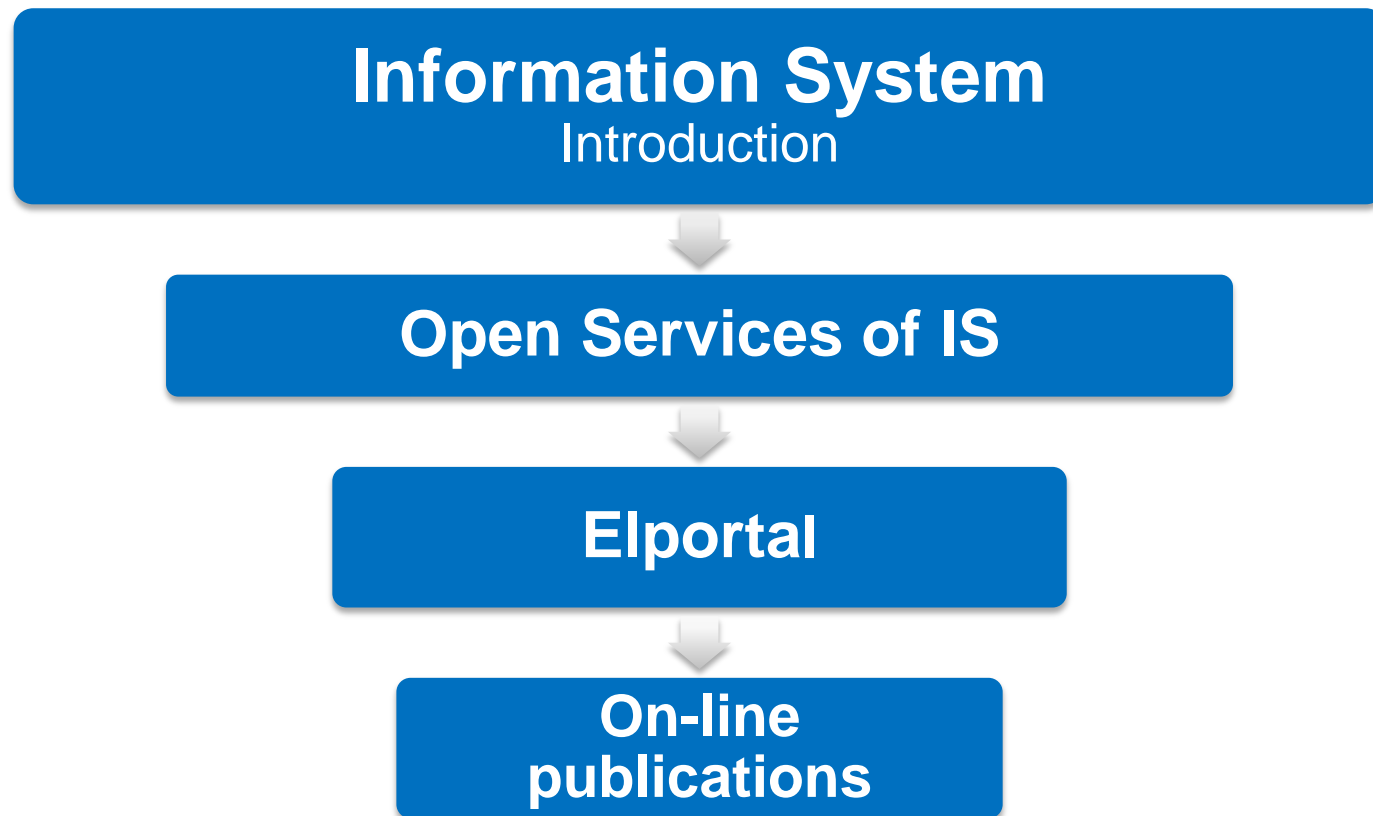 Information System
Introduction
Open Services of IS
Elportal
On-line
publications